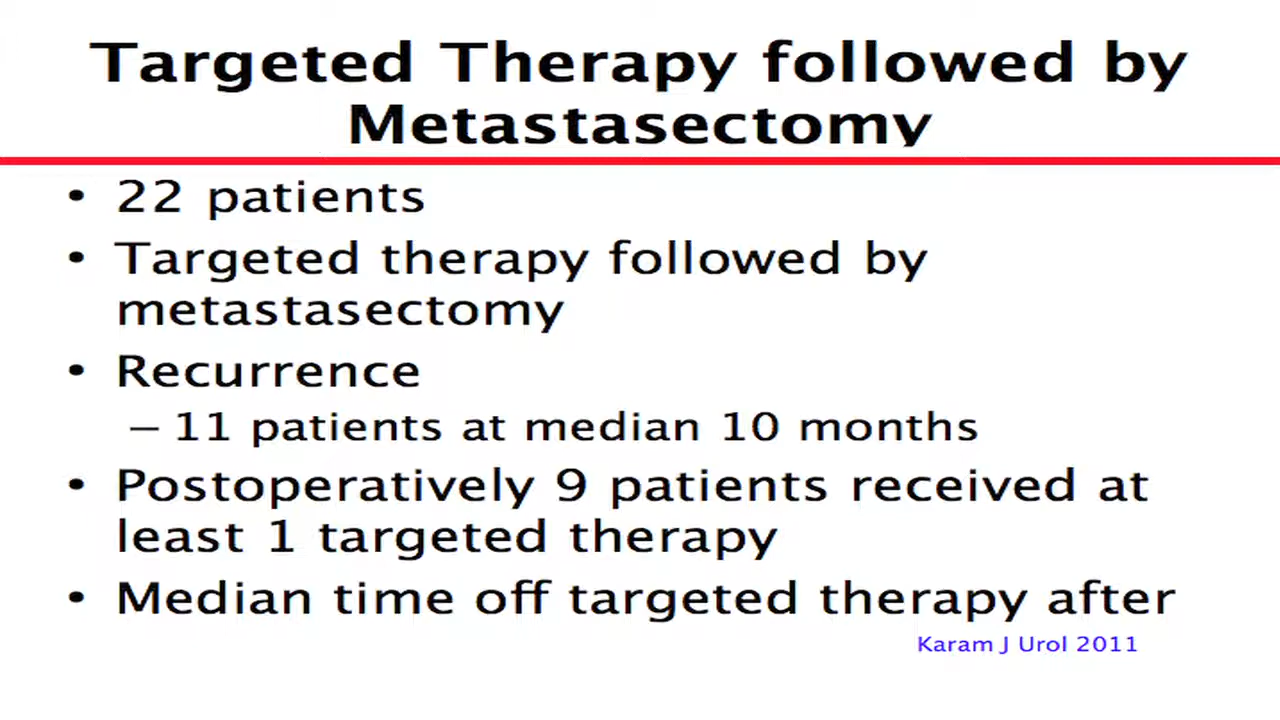 Targeted Therapy followed by
Metastasectomy
• 22 patients
• Targeted therapy followed by
metastasectomy
• Recurrence
– 11 patients at median 10 months
• Postoperatively 9 patients received at
least 1 targeted therapy
• Median time off targeted therapy after
Karam J Urol 2011